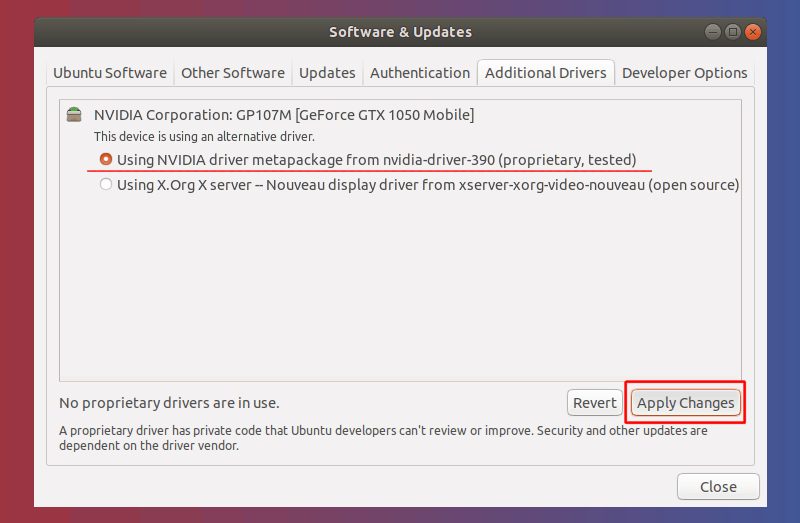 Software & Updates
Ubuntu Software
Other Software
Updates
Authentication
Additional Drivers
Developer Options
NVIDIA Corporation: GP107M [GeForce GTX 1050 Mobile]
This device is using an alternative driver.
Using NVIDIA driver metapackage from nvidia-driver-390 (proprietary, tested)
Using X.Org X server -- Nouveau display driver from xserver-xorg-video-nouveau (open source)
No proprietary drivers are in use.
Revert
Apply Changes
A proprietary driver has private code that Ubuntu developers can't review or improve. Security and other updates are
dependent on the driver vendor.
Close